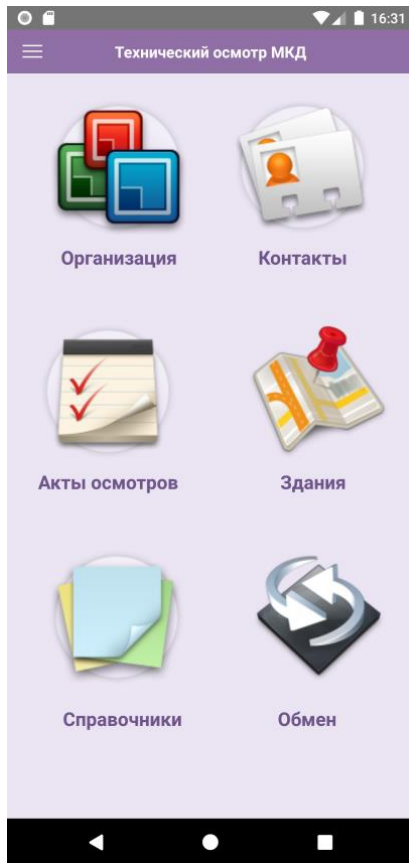 16:31
Технический осмотр МКД
Организация
Контакты
Акты осмотров
Здания
Справочники
Обмен